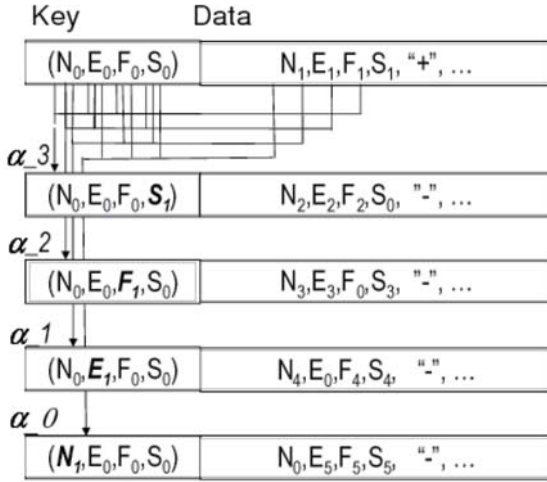 Key Data
(N₀,E₀,F₀,S₀) N₁,E₁,F₁,S₁, “+”, ...
α_3
(N₀,E₀,F₀,S₁) N₂,E₂,F₂,S₀, ”-”, ...
α_2
(N₀,E₀,F₁,S₀) N₃,E₃,F₀,S₃, ”-”, ...
α_1
(N₀,E₁,F₀,S₀) N₄,E₀,F₄,S₄, “-”, ...
α_0
(N₁,E₀,F₀,S₀) N₀,E₅,F₅,S₅, “-”, ...